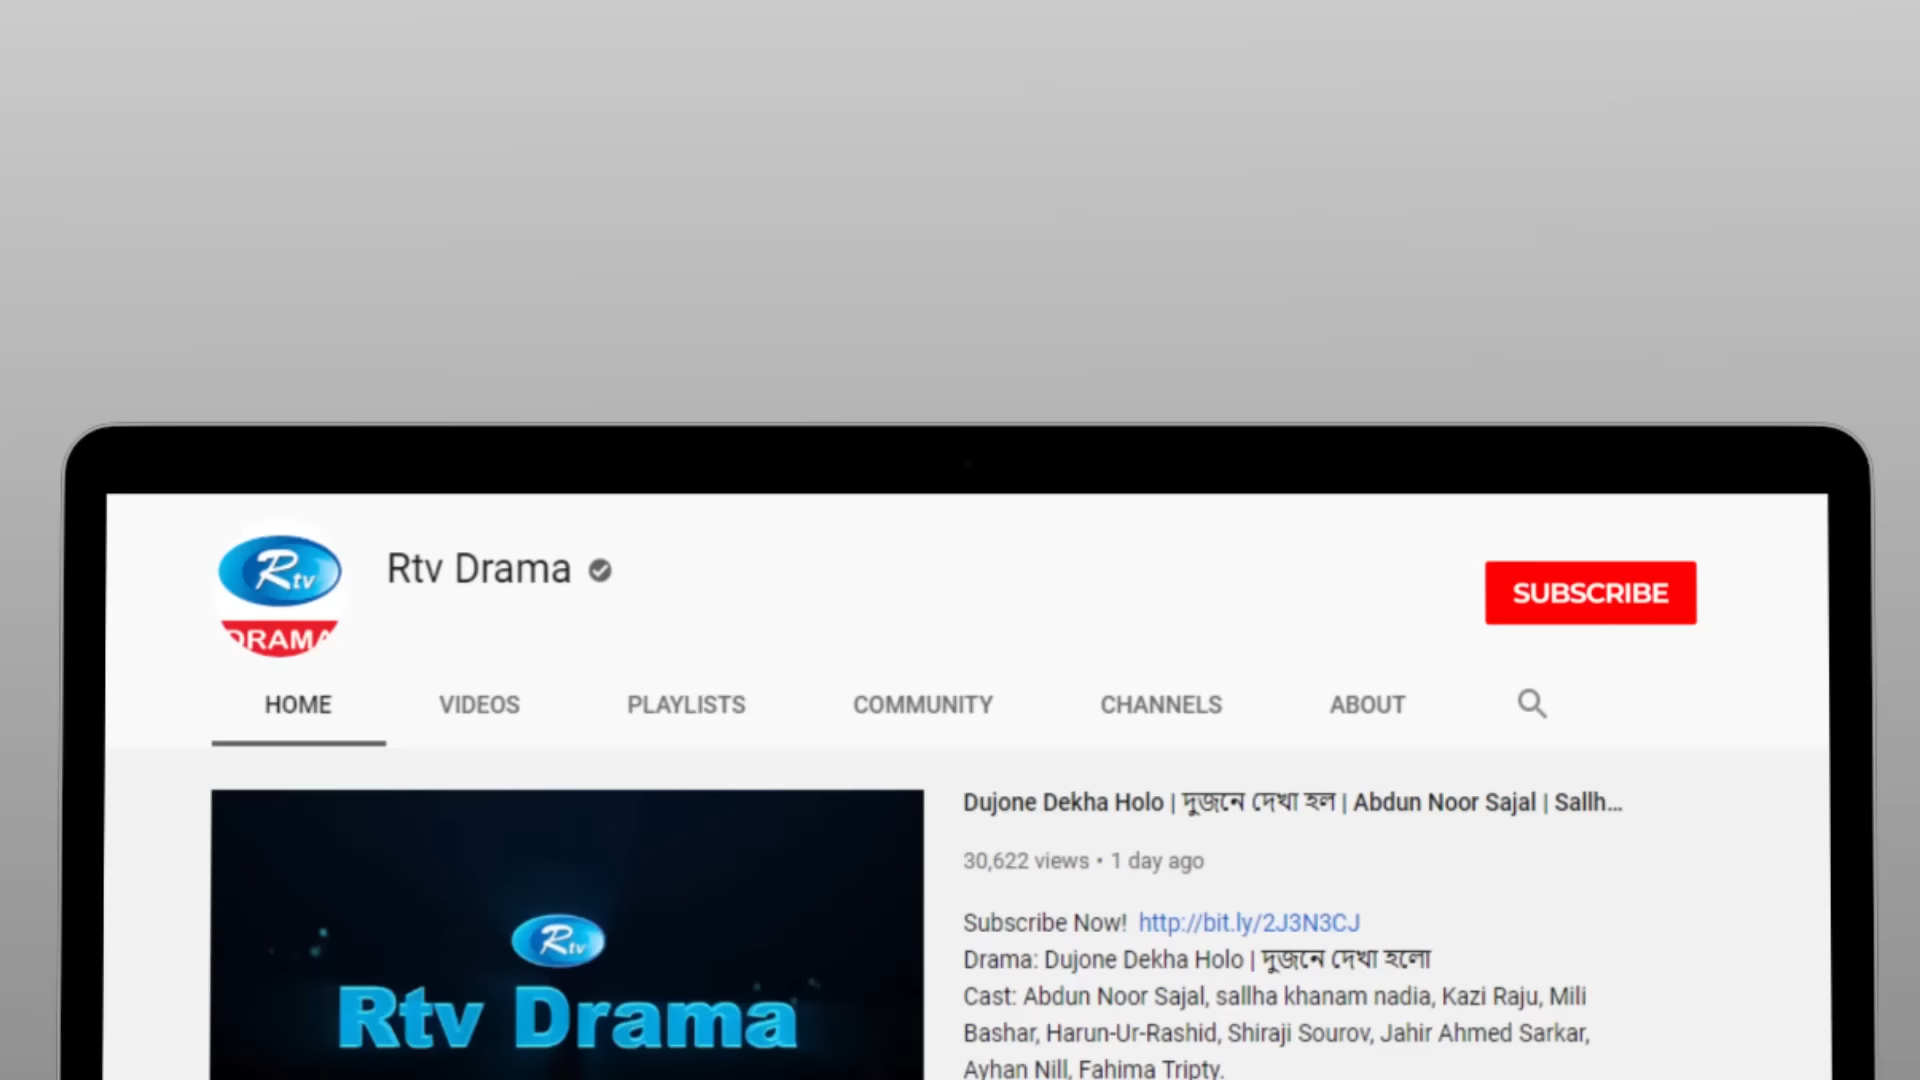 Rtv
DRAMA
Rtv Drama
SUBSCRIBE
HOME VIDEOS PLAYLISTS COMMUNITY CHANNELS ABOUT
Rtv
Rtv Drama
Dujone Dekha Holo | দুজনে দেখা হল | Abdun Noor Sajal | Sallh...
30,622 views • 1 day ago
Subscribe Now! http://bit.ly/2J3N3CJ
Drama: Dujone Dekha Holo | দুজনে দেখা হলো
Cast: Abdun Noor Sajal, sallha khanam nadia, Kazi Raju, Mili
Bashar, Harun-Ur-Rashid, Shiraji Sourov, Jahir Ahmed Sarkar,
Ayhan Nill, Fahima Tripty.